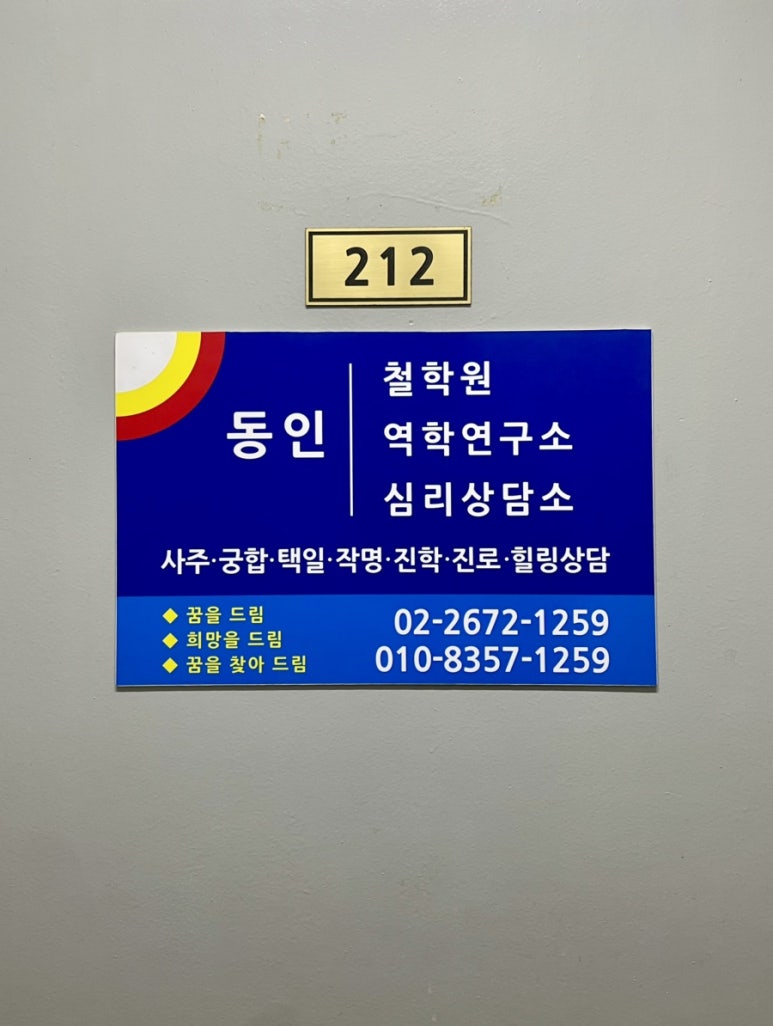 212
동인
철학원
역학연구소
심리상담소
사주·궁합·택일·작명·진학·진로·힐링상담
◆ 꿈을 드림
◆ 희망을 드림
◆ 꿈을 찾아 드림
02-2672-1259
010-8357-1259